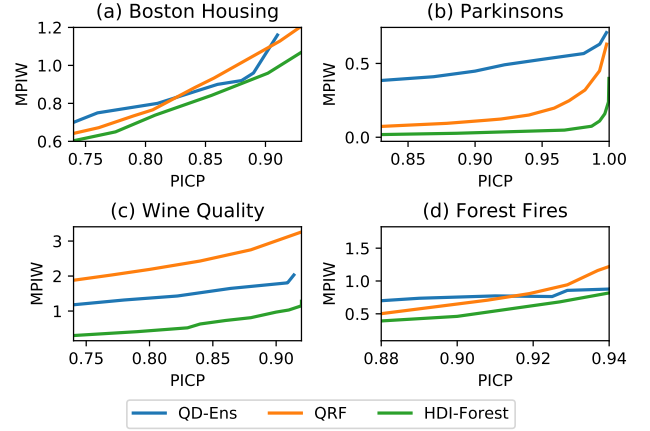 (a) Boston Housing
(b) Parkinsons
MPIW
1.2
1.0
0.8
0.6
0.75 0.80 0.85 0.90
PICP
MPIW
0.5
0.0
0.85 0.90 0.95 1.00
PICP
(c) Wine Quality
(d) Forest Fires
MPIW
3
2
1
0.75 0.80 0.85 0.90
PICP
MPIW
1.5
1.0
0.5
0.88 0.90 0.92 0.94
PICP
QD-Ens QRF HDI-Forest